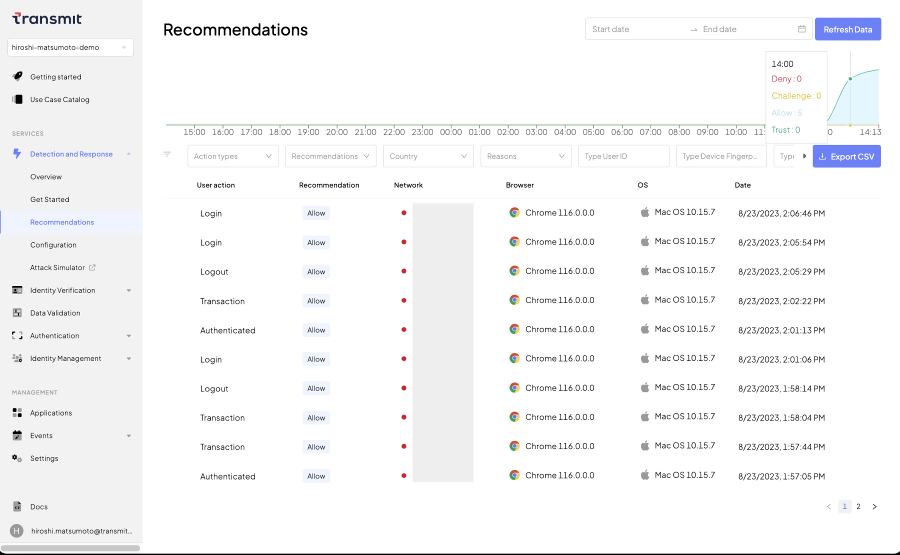 Transmit
hiroshi-matsumoto-demo
Getting started
Use Case Catalog
SERVICES
Detection and Response
Overview
Get Started
Recommendations
Configuration
Attack Simulator
Identity Verification
Data Validation
Authentication
Identity Management
MANAGEMENT
Applications
Events
Settings
Docs
H hiroshi.matsumoto@transmit...
Recommendations
Start date → End date
Refresh Data
14:00
Deny : 0
Challenge : 0
Allow : 5
Trust : 0
15:00 16:00 17:00 18:00 19:00 20:00 21:00 22:00 23:00 00:00 01:00 02:00 03:00 04:00 05:00 06:00 07:00 08:00 09:00 10:00 11: 0 14:13
Action types Recommendations Country Reasons Type User ID Type Device Fingerp... Type Export CSV
User action Recommendation Network Browser OS Date
Login Allow Chrome 116.0.0.0 Mac OS 10.15.7 8/23/2023, 2:06:46 PM
Login Allow Chrome 116.0.0.0 Mac OS 10.15.7 8/23/2023, 2:05:54 PM
Logout Allow Chrome 116.0.0.0 Mac OS 10.15.7 8/23/2023, 2:05:29 PM
Transaction Allow Chrome 116.0.0.0 Mac OS 10.15.7 8/23/2023, 2:02:22 PM
Authenticated Allow Chrome 116.0.0.0 Mac OS 10.15.7 8/23/2023, 2:01:13 PM
Login Allow Chrome 116.0.0.0 Mac OS 10.15.7 8/23/2023, 2:01:06 PM
Logout Allow Chrome 116.0.0.0 Mac OS 10.15.7 8/23/2023, 1:58:14 PM
Transaction Allow Chrome 116.0.0.0 Mac OS 10.15.7 8/23/2023, 1:58:04 PM
Transaction Allow Chrome 116.0.0.0 Mac OS 10.15.7 8/23/2023, 1:57:44 PM
Authenticated Allow Chrome 116.0.0.0 Mac OS 10.15.7 8/23/2023, 1:57:05 PM
< 1 2 >